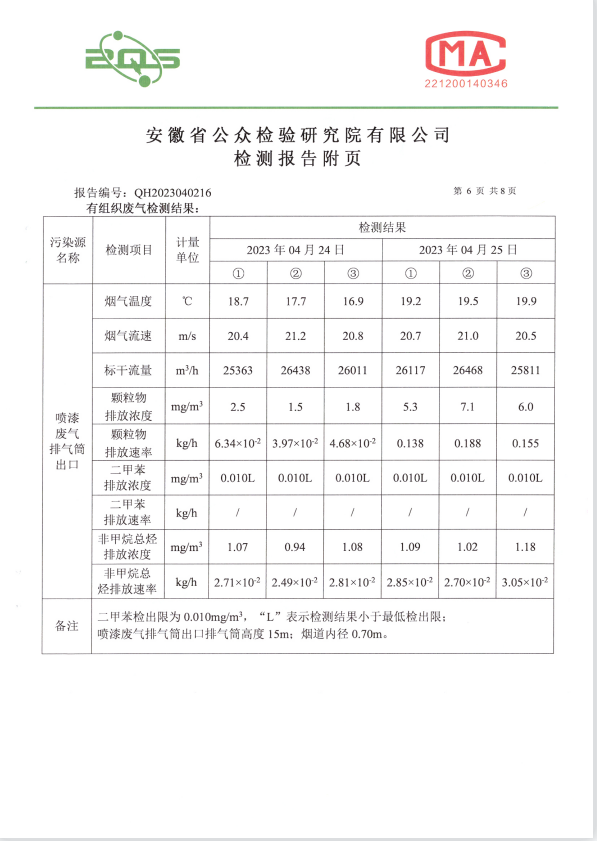 PQS
CMA
221200140346
安徽省公众检验研究院有限公司
检测报告附页
报告编号：QH2023040216
第 6 页 共8页
有组织废气检测结果：
污染源名称 检测项目 计量单位 检测结果
2023 年 04 月 24 日 2023 年 04 月 25 日
① ② ③ ① ② ③
喷漆废气排气筒出口
烟气温度 ℃ 18.7 17.7 16.9 19.2 19.5 19.9
烟气流速 m/s 20.4 21.2 20.8 20.7 21.0 20.5
标干流量 m³/h 25363 26438 26011 26117 26468 25811
颗粒物排放浓度 mg/m³ 2.5 1.5 1.8 5.3 7.1 6.0
颗粒物排放速率 kg/h 6.34×10⁻² 3.97×10⁻² 4.68×10⁻² 0.138 0.188 0.155
二甲苯排放浓度 mg/m³ 0.010L 0.010L 0.010L 0.010L 0.010L 0.010L
二甲苯排放速率 kg/h / / / / / /
非甲烷总烃排放浓度 mg/m³ 1.07 0.94 1.08 1.09 1.02 1.18
非甲烷总烃排放速率 kg/h 2.71×10⁻² 2.49×10⁻² 2.81×10⁻² 2.85×10⁻² 2.70×10⁻² 3.05×10⁻²
备注
二甲苯检出限为 0.010mg/m³，“L”表示检测结果小于最低检出限；
喷漆废气排气筒出口排气筒高度 15m；烟道内径 0.70m。